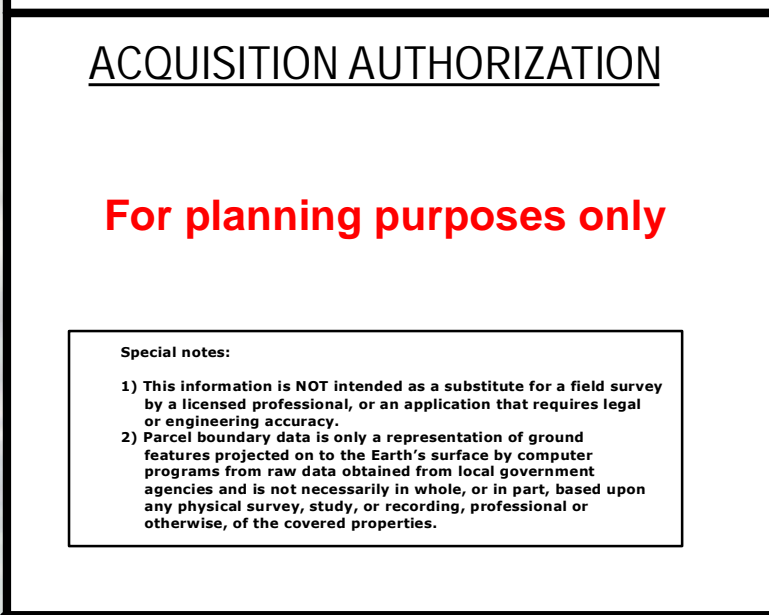 ACQUISITION AUTHORIZATION
For planning purposes only
Special notes:
1) This information is NOT intended as a substitute for a field survey
by a licensed professional, or an application that requires legal
or engineering accuracy.
2) Parcel boundary data is only a representation of ground
features projected on to the Earth’s surface by computer
programs from raw data obtained from local government
agencies and is not necessarily in whole, or in part, based upon
any physical survey, study, or recording, professional or
otherwise, of the covered properties.